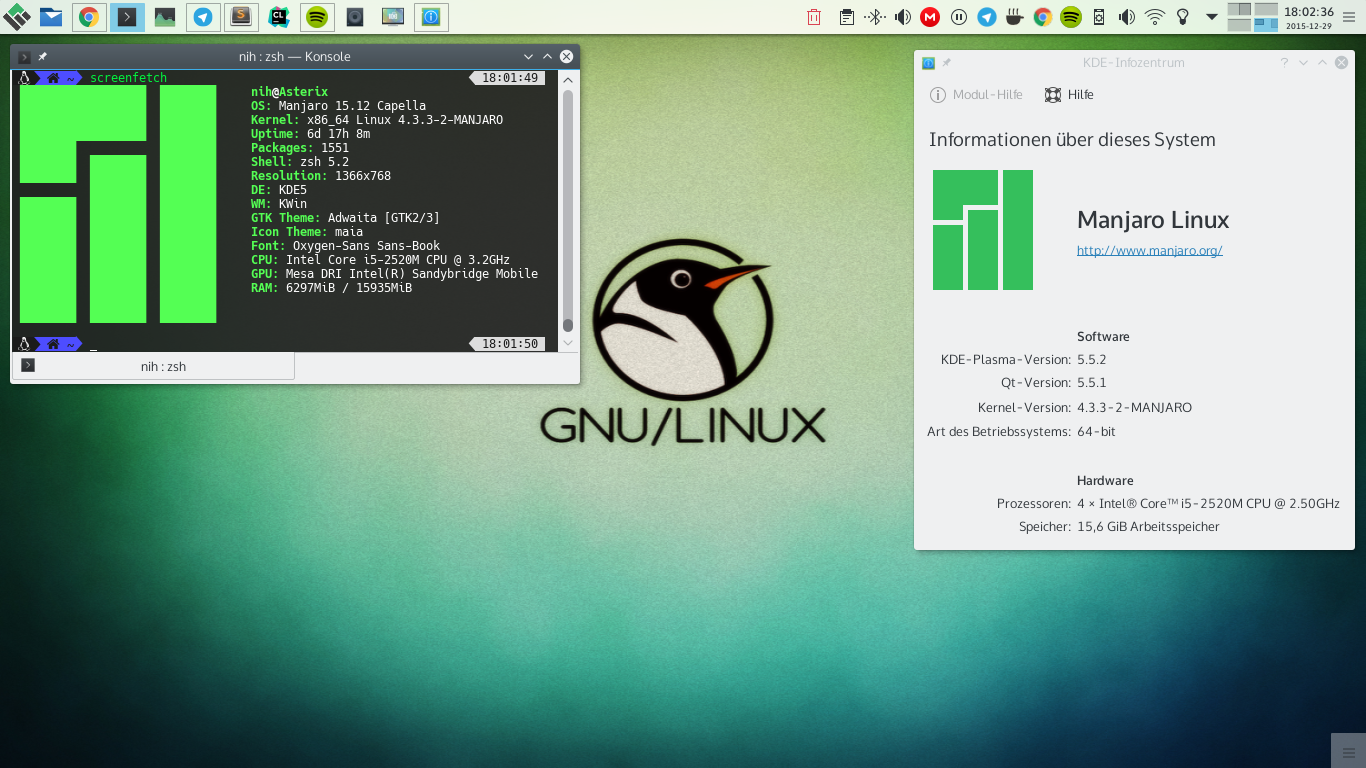 18:02:36
2015-12-29
nih : zsh — Konsole
~ screenfetch 18:01:49
nih@Asterix
OS: Manjaro 15.12 Capella
Kernel: x86_64 Linux 4.3.3-2-MANJARO
Uptime: 6d 17h 8m
Packages: 1551
Shell: zsh 5.2
Resolution: 1366x768
DE: KDE5
WM: KWin
GTK Theme: Adwaita [GTK2/3]
Icon Theme: maia
Font: Oxygen-Sans Sans-Book
CPU: Intel Core i5-2520M CPU @ 3.2GHz
GPU: Mesa DRI Intel(R) Sandybridge Mobile
RAM: 6297MiB / 15935MiB
~ _ 18:01:50
nih : zsh
GNU/LINUX
KDE-Infozentrum
Modul-Hilfe Hilfe
Informationen über dieses System
Manjaro Linux
http://www.manjaro.org/
Software
KDE-Plasma-Version: 5.5.2
Qt-Version: 5.5.1
Kernel-Version: 4.3.3-2-MANJARO
Art des Betriebssystems: 64-bit
Hardware
Prozessoren: 4 × Intel® Core™ i5-2520M CPU @ 2.50GHz
Speicher: 15,6 GiB Arbeitsspeicher